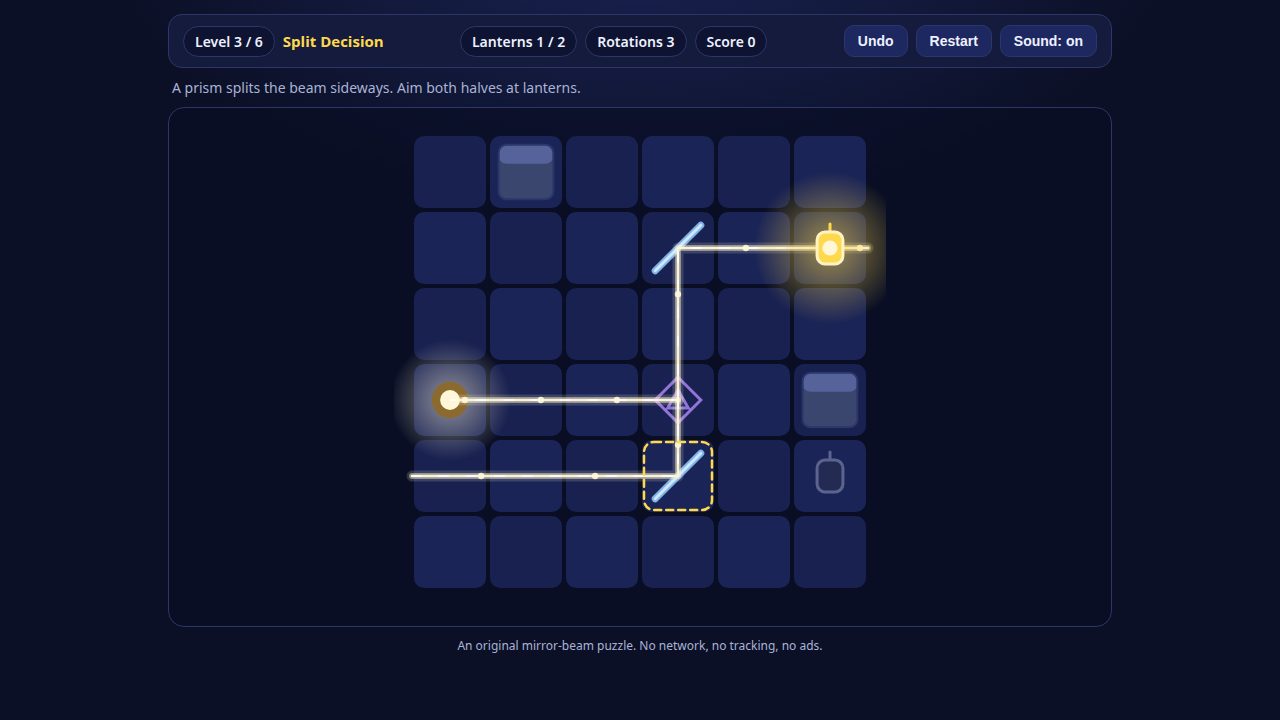 Level 3 / 6 Split Decision Lanterns 1 / 2 Rotations 3 Score 0 Undo Restart Sound: on
A prism splits the beam sideways. Aim both halves at lanterns.
An original mirror-beam puzzle. No network, no tracking, no ads.